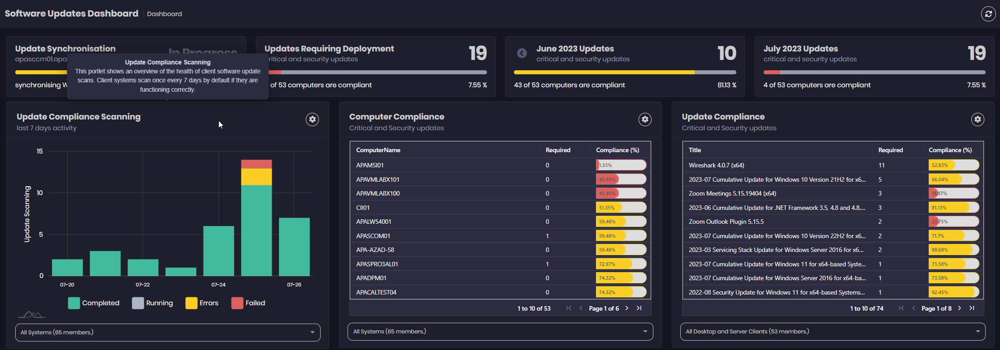 Software Updates Dashboard
Dashboard
Update Synchronisation
apasccm01.apa
synchronising
Update Compliance Scanning
This portlet shows an overview of the health of client software update
scans. Client systems scan once every 7 days by default if they are
functioning correctly.
Updates Requiring Deployment
19
critical and security updates
of 53 computers are compliant
7.55 %
June 2023 Updates
10
critical and security updates
43 of 53 computers are compliant
81.13 %
July 2023 Updates
19
critical and security updates
4 of 53 computers are compliant
7.55 %
Update Compliance Scanning
last 7 days activity
Update Scanning
15
10
5
0
07-20
07-22
07-24
07-26
Completed
Running
Errors
Failed
All Systems (65 members.)
Computer Compliance
Critical and Security updates
ComputerName Required Compliance (%)
APAMSI01 0 1.35%
APAVMLABX101 0 45.95%
APAVMLABX100 0 45.95%
CII01 0 51.35%
APALW54001 0 59.46%
APASCOM01 1 59.46%
APA-AZAD-58 0 59.46%
APASPRO3AL01 1 72.97%
APADPM01 0 74.32%
APACALTEST04 0 74.32%
1 to 10 of 53 Page 1 of 6
All Systems (65 members.)
Update Compliance
Critical and Security updates
Title Required Compliance (%)
Wireshark 4.0.7 (x64) 11 52.83%
2023-07 Cumulative Update for Windows 10 Version 21H2 for x6... 5 66.04%
Zoom Meetings 5.15.19404 (x64) 3 18.87%
2023-06 Cumulative Update for .NET Framework 3.5, 4.8 and 4.8.... 3 81.13%
Zoom Outlook Plugin 5.15.5 2 20.75%
2023-07 Cumulative Update for Windows 10 Version 22H2 for x6... 2 71.7%
2023-03 Servicing Stack Update for Windows Server 2016 for x6... 2 88.68%
2023-07 Cumulative Update for Windows 11 for x64-based Syste... 1 73.58%
2023-07 Cumulative Update for Windows Server 2016 for x64-ba... 1 73.58%
2022-08 Security Update for Windows 11 for x64-based Systems... 1 92.45%
1 to 10 of 74 Page 1 of 8
All Desktop and Server Clients (53 members.)